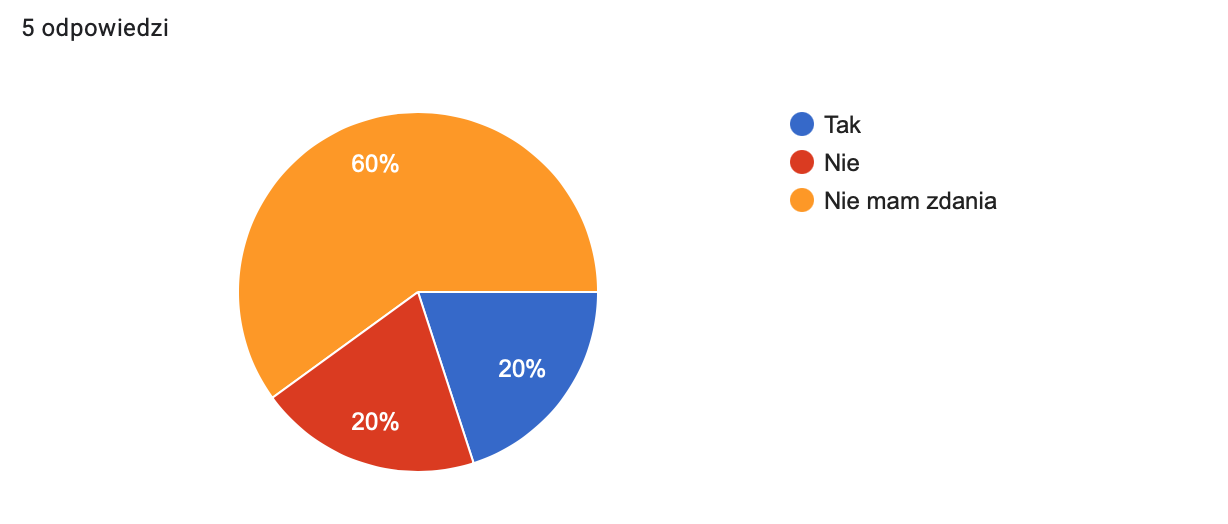 5 odpowiedzi
Tak
Nie
Nie mam zdania
60%
20%
20%